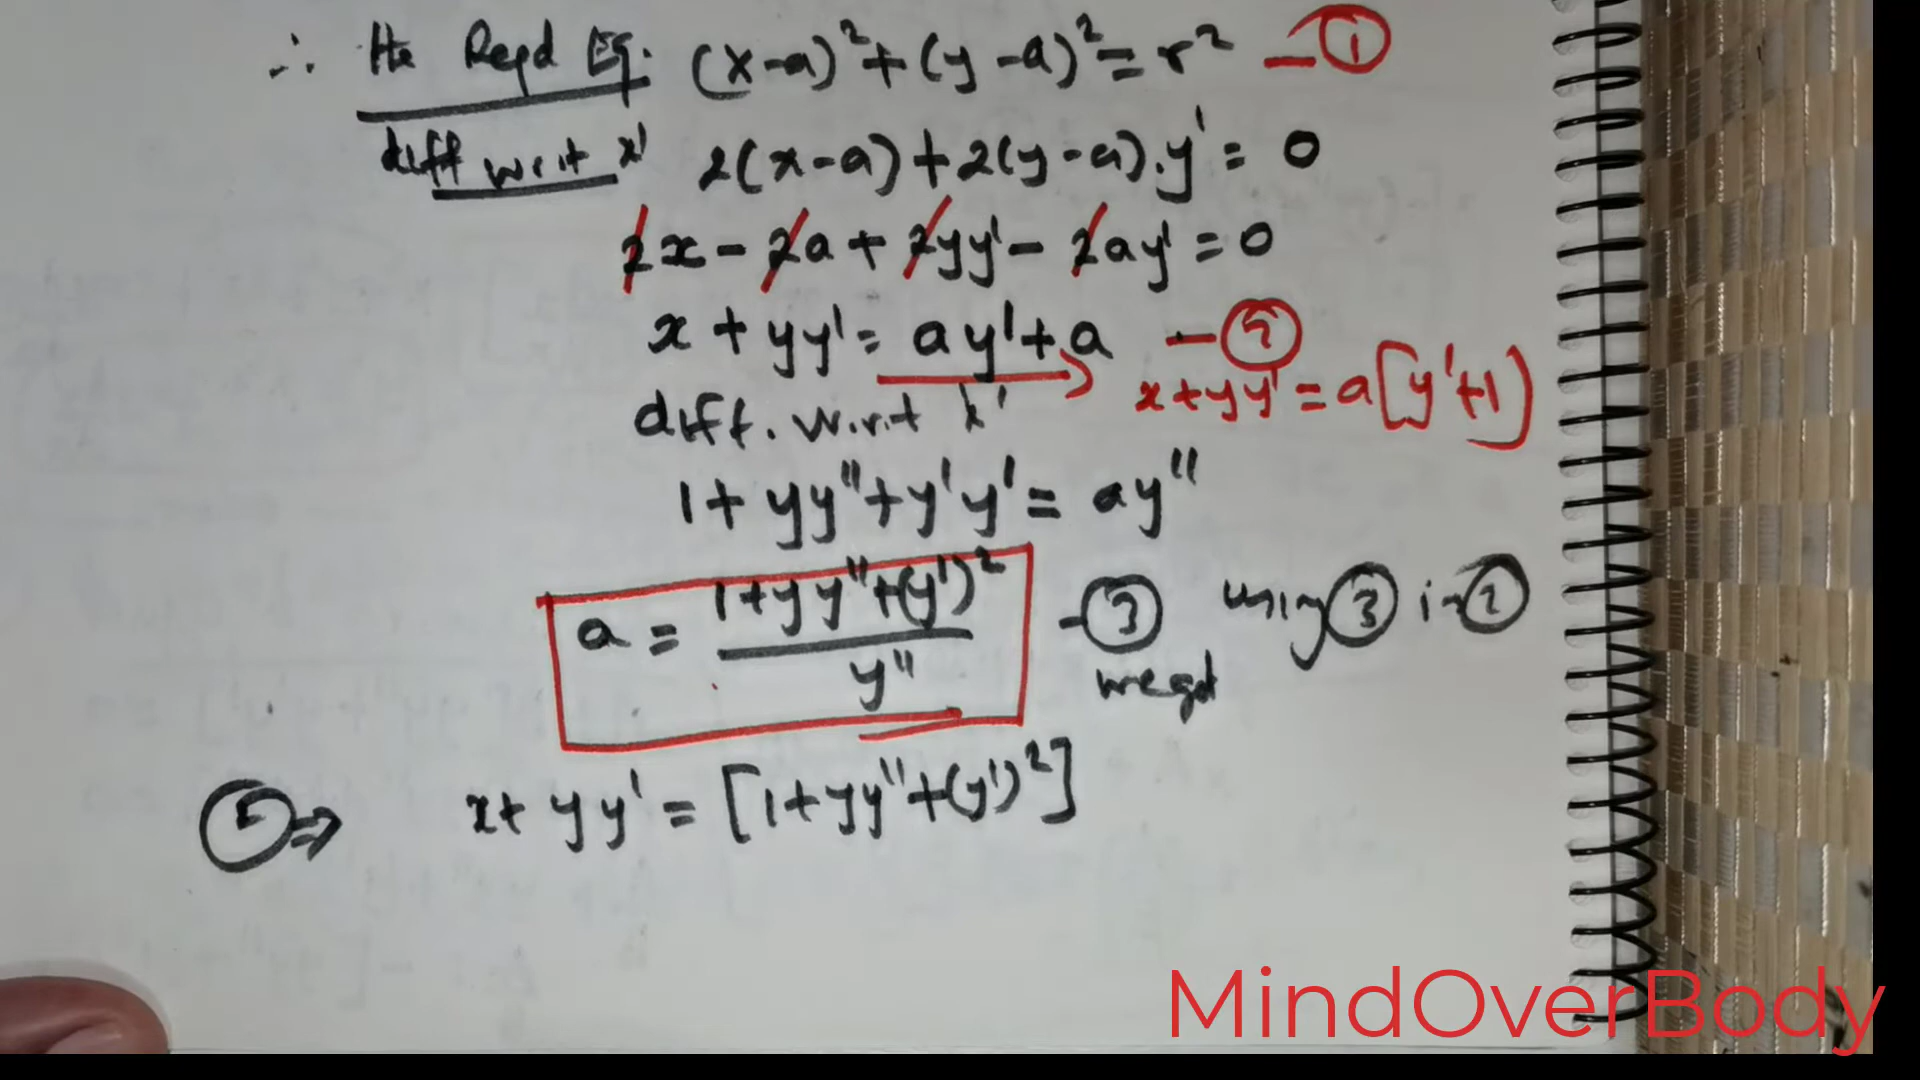 ∴ the Reqd Eq. (x-a)²+(y-a)²=r² -①
diff w.r.t x' 2(x-a)+2(y-a).y'=0
2x-2a+2yy'-2ay'=0
x+yy'=ay'+a -②
x+yy'=a[y'+1]
diff. w.r.t x'
1+yy''+y'y'=ay''
a=1+yy''+(y')²/y'' -③ using ③ in ②
we get
②⇒ x+yy'=[1+yy''+(y')²]
MindOverBody